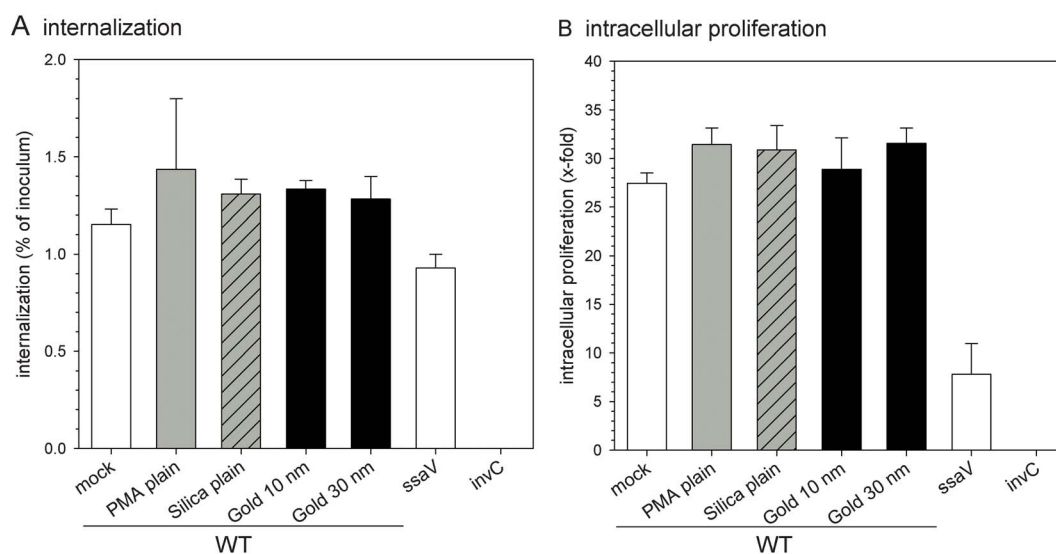 A internalization
internalization (% of inoculum)
2.0
1.5
1.0
0.5
0.0
mock
PMA plain
Silica plain
Gold 10 nm
Gold 30 nm
ssaV
invC
WT
B intracellular proliferation
intracellular proliferation (x-fold)
40
35
30
25
20
15
10
5
0
mock
PMA plain
Silica plain
Gold 10 nm
Gold 30 nm
ssaV
invC
WT